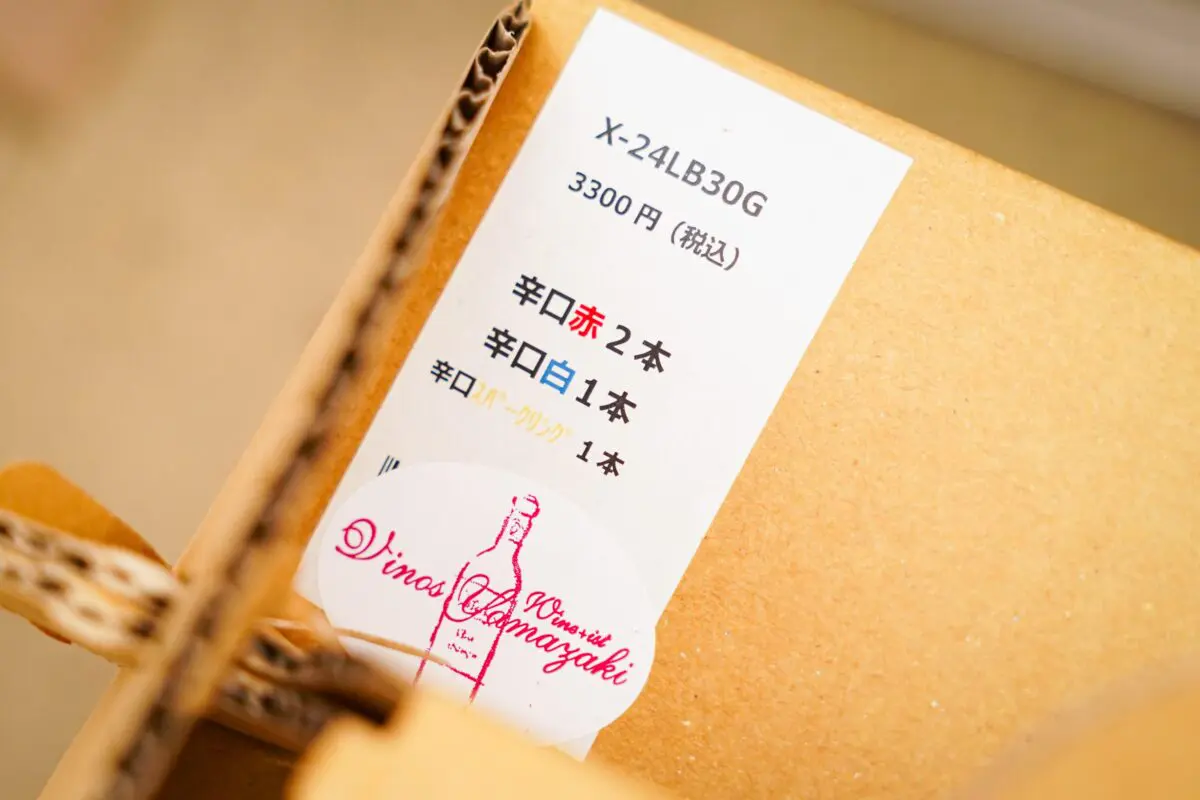 X-24LB30G
3300円（税込）
辛口赤２本
辛口白１本
辛口ｽﾊﾟｰｸﾘﾝｸﾞ １本
Vinos Yamazaki
Wine+ist